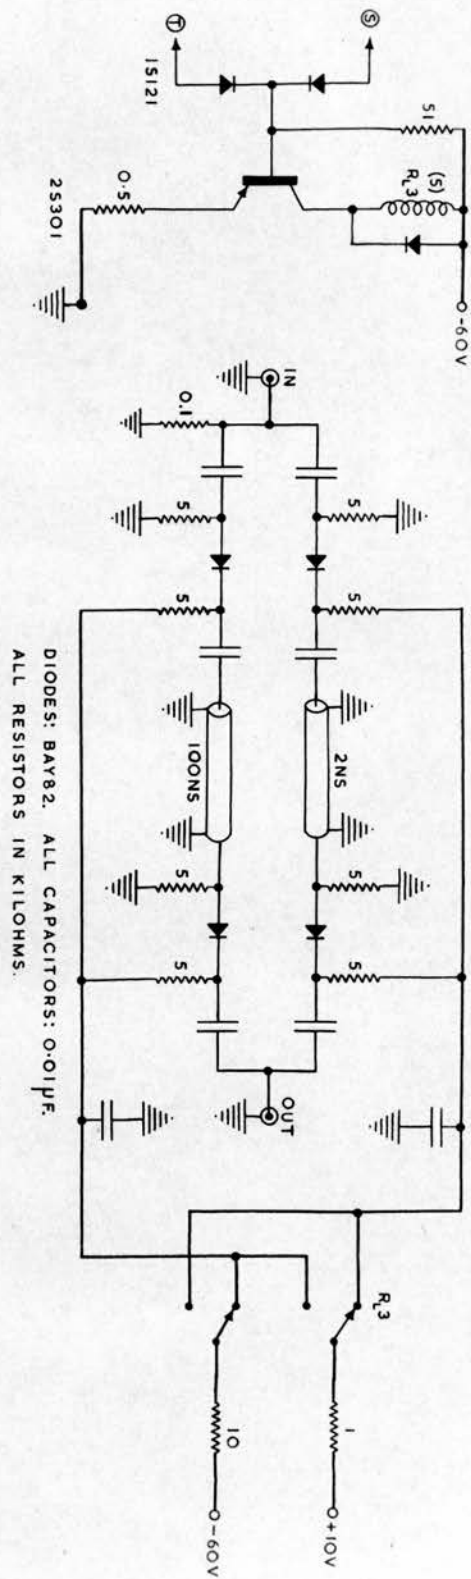 S
T
1S121
51
(5)
RL3
-60V
0·5
2S301
IN
0.1
5
5
2NS
5
5
5
5
100NS
5
5
OUT
RL3
1
+10V
10
-60V
DIODES: BAY82. ALL CAPACITORS: 0·01µF.
ALL RESISTORS IN KILOHMS.